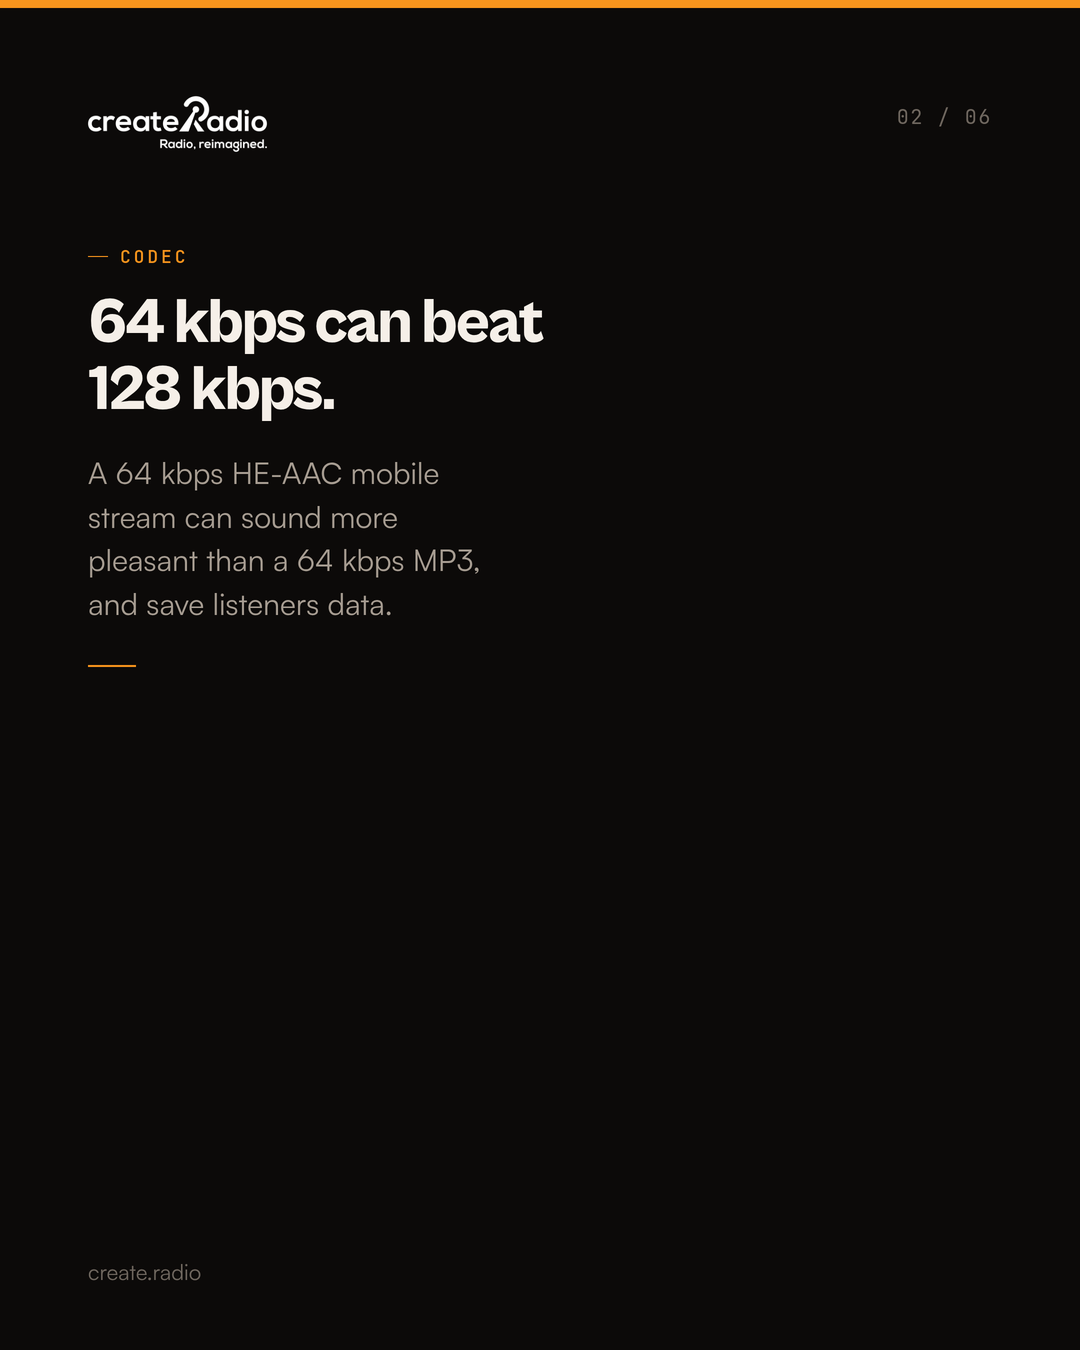 createRadio
Radio, reimagined.
02 / 06
— CODEC
64 kbps can beat
128 kbps.
A 64 kbps HE-AAC mobile
stream can sound more
pleasant than a 64 kbps MP3,
and save listeners data.
create.radio